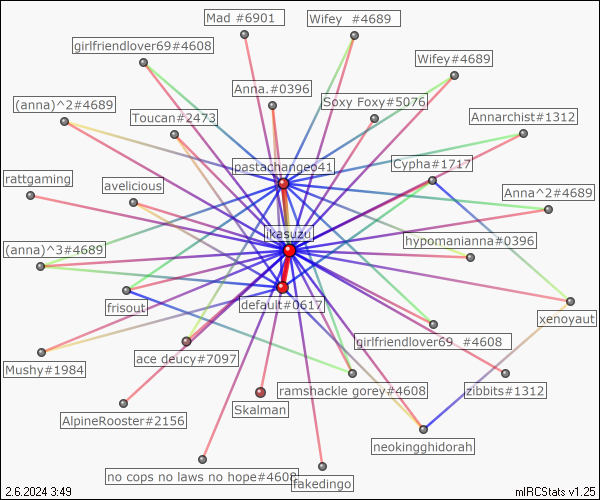 Mad #6901
Wifey  #4689
girlfriendlover69#4608
Wifey#4689
Anna.#0396
Soxy Foxy#5076
(anna)^2#4689
Toucan#2473
Annarchist#1312
pastachangeo41
Cypha#1717
rattgaming
avelicious
Anna^2#4689
ikasuzu
hypomanianna#0396
(anna)^3#4689
frisout
default#0617
xenoyaut
girlfriendlover69_#4608
Mushy#1984
ace deucy#7097
ramshackle gorey#4608
zibbits#1312
AlpineRooster#2156
Skalman
neokingghidorah
no cops no laws no hope#4608
fakedingo
2.6.2024 3:49
mIRCStats v1.25